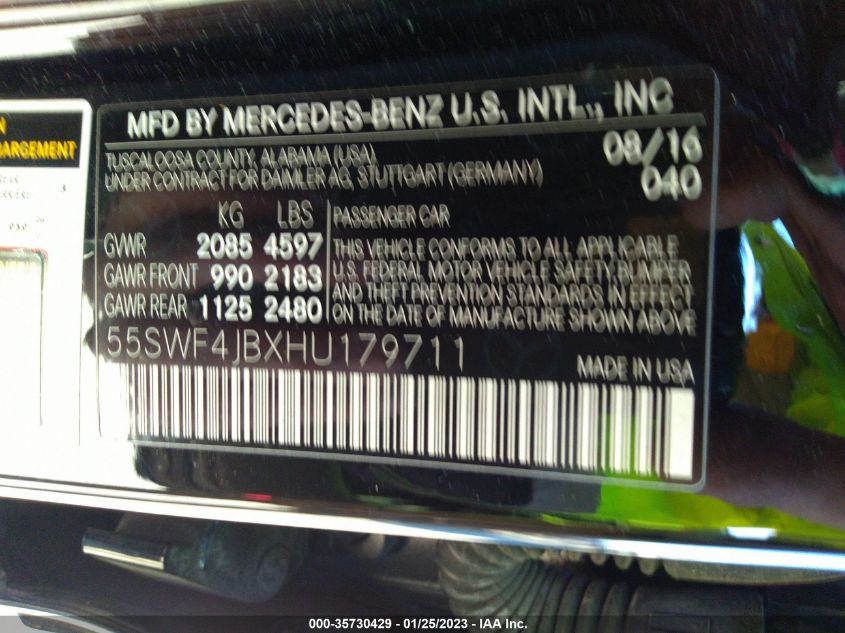 MFD BY MERCEDES-BENZ U.S. INTL., INC
TUSCALOOSA COUNTY, ALABAMA (USA), 08/16
UNDER CONTRACT FOR DAIMLER AG, STUTTGART (GERMANY) 040
KG LBS PASSENGER CAR
GVWR 2085 4597 THIS VEHICLE CONFORMS TO ALL APPLICABLE
GAWR FRONT 990 2183 U.S. FEDERAL MOTOR VEHICLE SAFETY, BUMPER
GAWR REAR 1125 2480 AND THEFT PREVENTION STANDARDS IN EFFECT
ON THE DATE OF MANUFACTURE SHOWN ABOVE.
55SWF4JBXHU179711
MADE IN USA
ARGEMENT
000-35730429 - 01/25/2023 - IAA Inc.